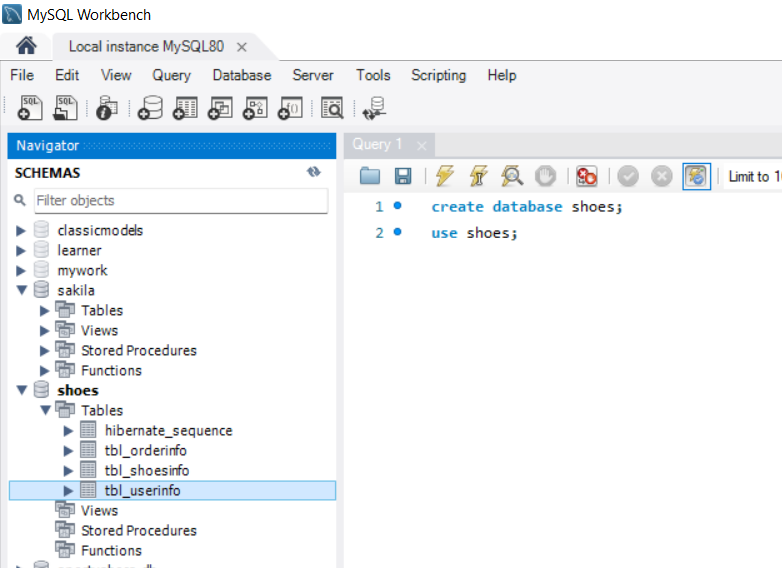 MySQL Workbench
Local instance MySQL80
File Edit View Query Database Server Tools Scripting Help
SQL SQL
Navigator
SCHEMAS
Filter objects
classicmodels
learner
mywork
sakila
Tables
Views
Stored Procedures
Functions
shoes
Tables
hibernate_sequence
tbl_orderinfo
tbl_shoesinfo
tbl_userinfo
Views
Stored Procedures
Functions
Query 1
Limit to
1 create database shoes;
2 use shoes;